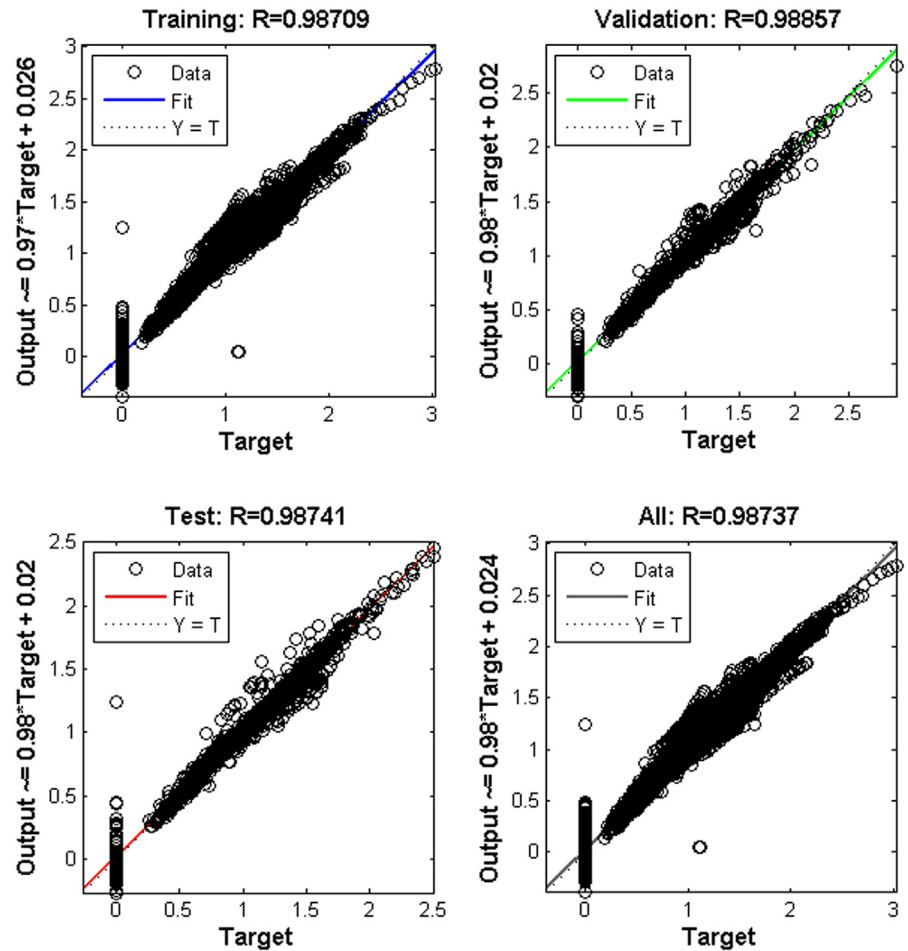 Training: R=0.98709
Output ~= 0.97*Target + 0.026
3
2.5
2
1.5
1
0.5
0
Data
Fit
Y = T
0
1
2
3
Target
Validation: R=0.98857
Output ~= 0.98*Target + 0.02
2.5
2
1.5
1
0.5
0
Data
Fit
Y = T
0
0.5
1
1.5
2
2.5
Target
Test: R=0.98741
Output ~= 0.98*Target + 0.02
2.5
2
1.5
1
0.5
0
Data
Fit
Y = T
0
0.5
1
1.5
2
2.5
Target
All: R=0.98737
Output ~= 0.98*Target + 0.024
3
2.5
2
1.5
1
0.5
0
Data
Fit
Y = T
0
1
2
3
Target